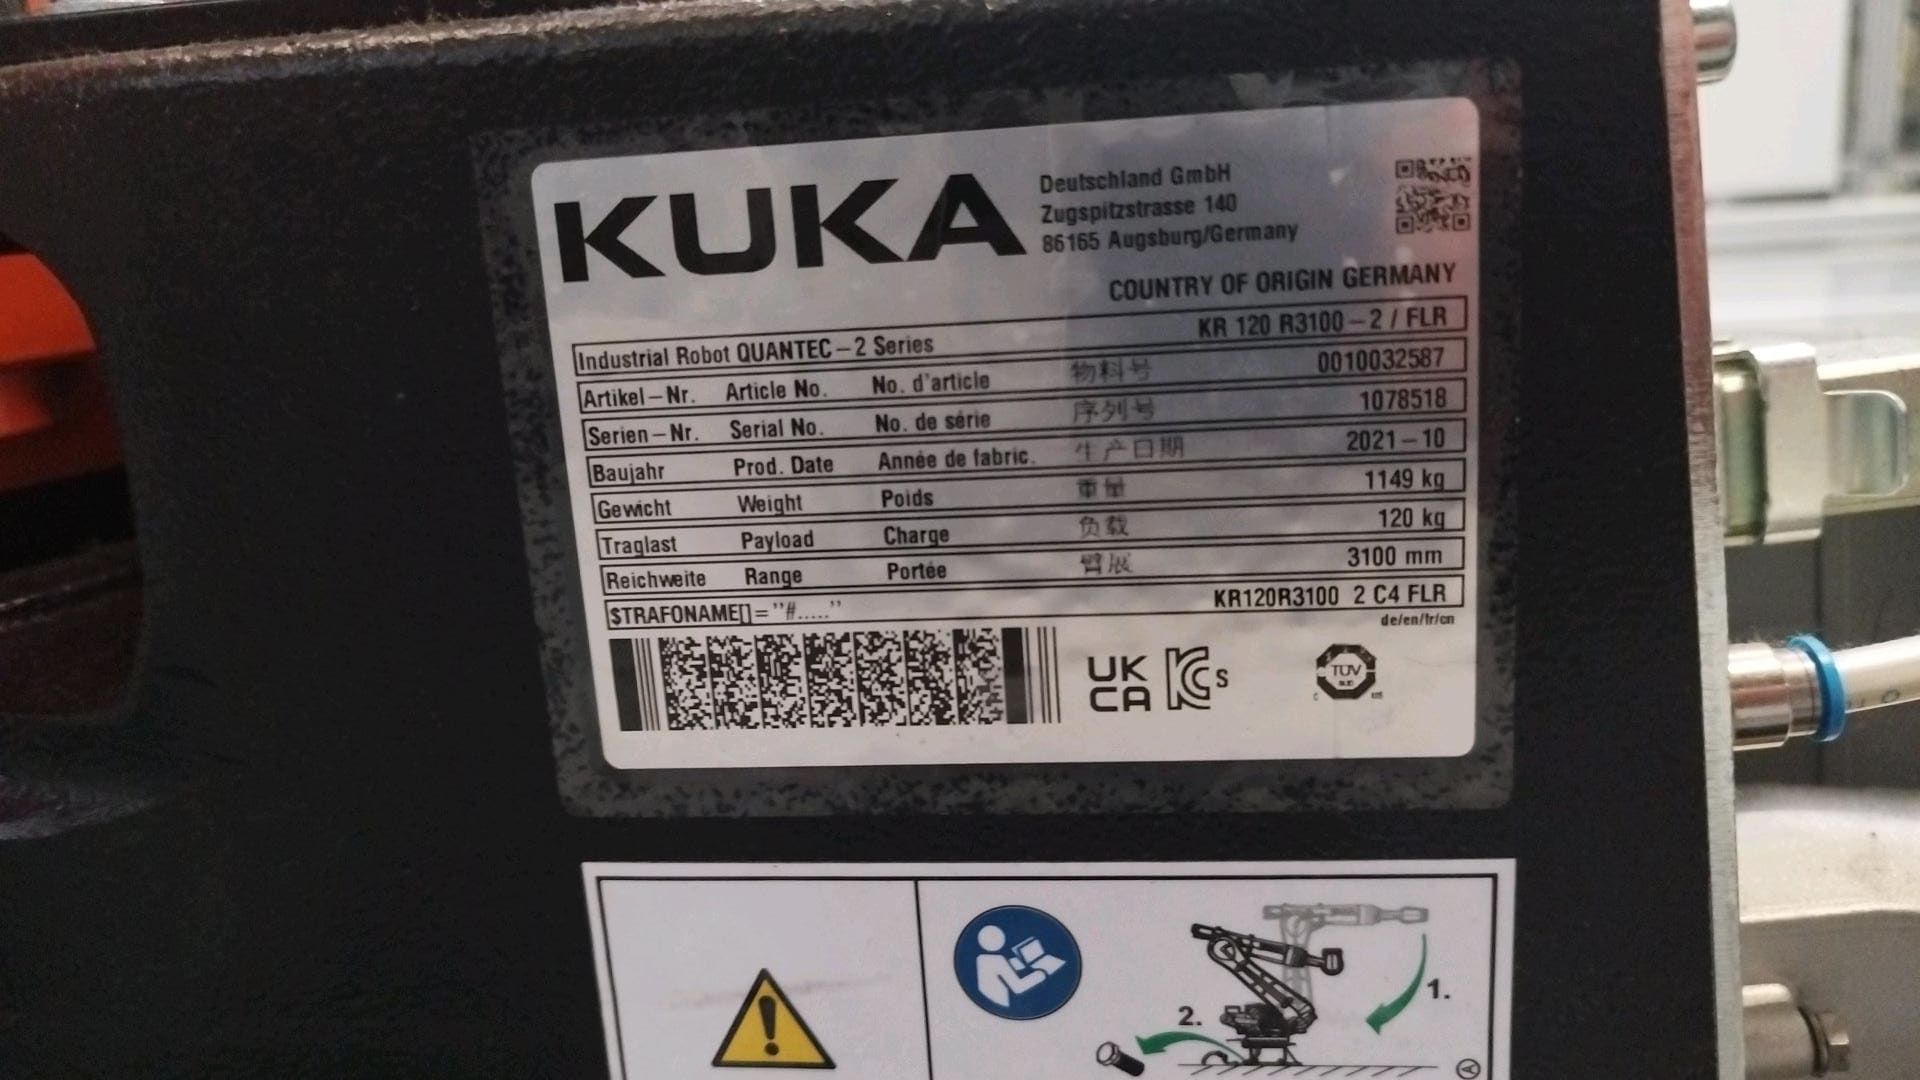 KUKA
Deutschland GmbH
Zugspitzstrasse 140
86165 Augsburg/Germany
COUNTRY OF ORIGIN GERMANY
Industrial Robot QUANTEC-2 Series KR 120 R3100-2 / FLR
Artikel-Nr. Article No. No. d'article 物料号 0010032587
Serien-Nr. Serial No. No. de série 序列号 1078518
Baujahr Prod. Date Année de fabric. 生产日期 2021-10
Gewicht Weight Poids 重量 1149 kg
Traglast Payload Charge 负载 120 kg
Reichweite Range Portée 臂展 3100 mm
$TRAFONAME[]="#....." KR120R3100 2 C4 FLR
de/en/fr/cn
UK
CA
S
TÜV
1.
2.
A